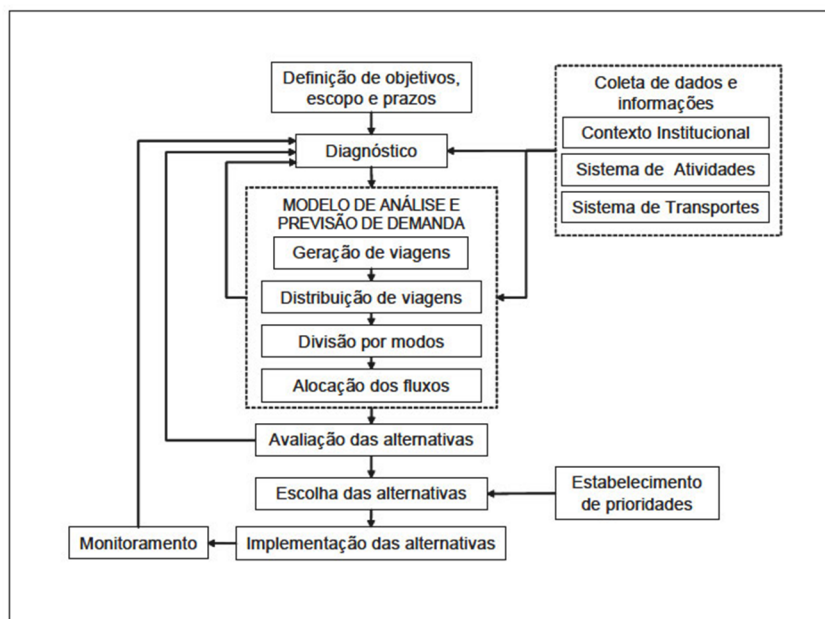 Definição de objetivos,
escopo e prazos
Coleta de dados e
informações
Contexto Institucional
Sistema de Atividades
Sistema de Transportes
Diagnóstico
MODELO DE ANÁLISE E
PREVISÃO DE DEMANDA
Geração de viagens
Distribuição de viagens
Divisão por modos
Alocação dos fluxos
Avaliação das alternativas
Escolha das alternativas
Estabelecimento
de prioridades
Monitoramento
Implementação das alternativas